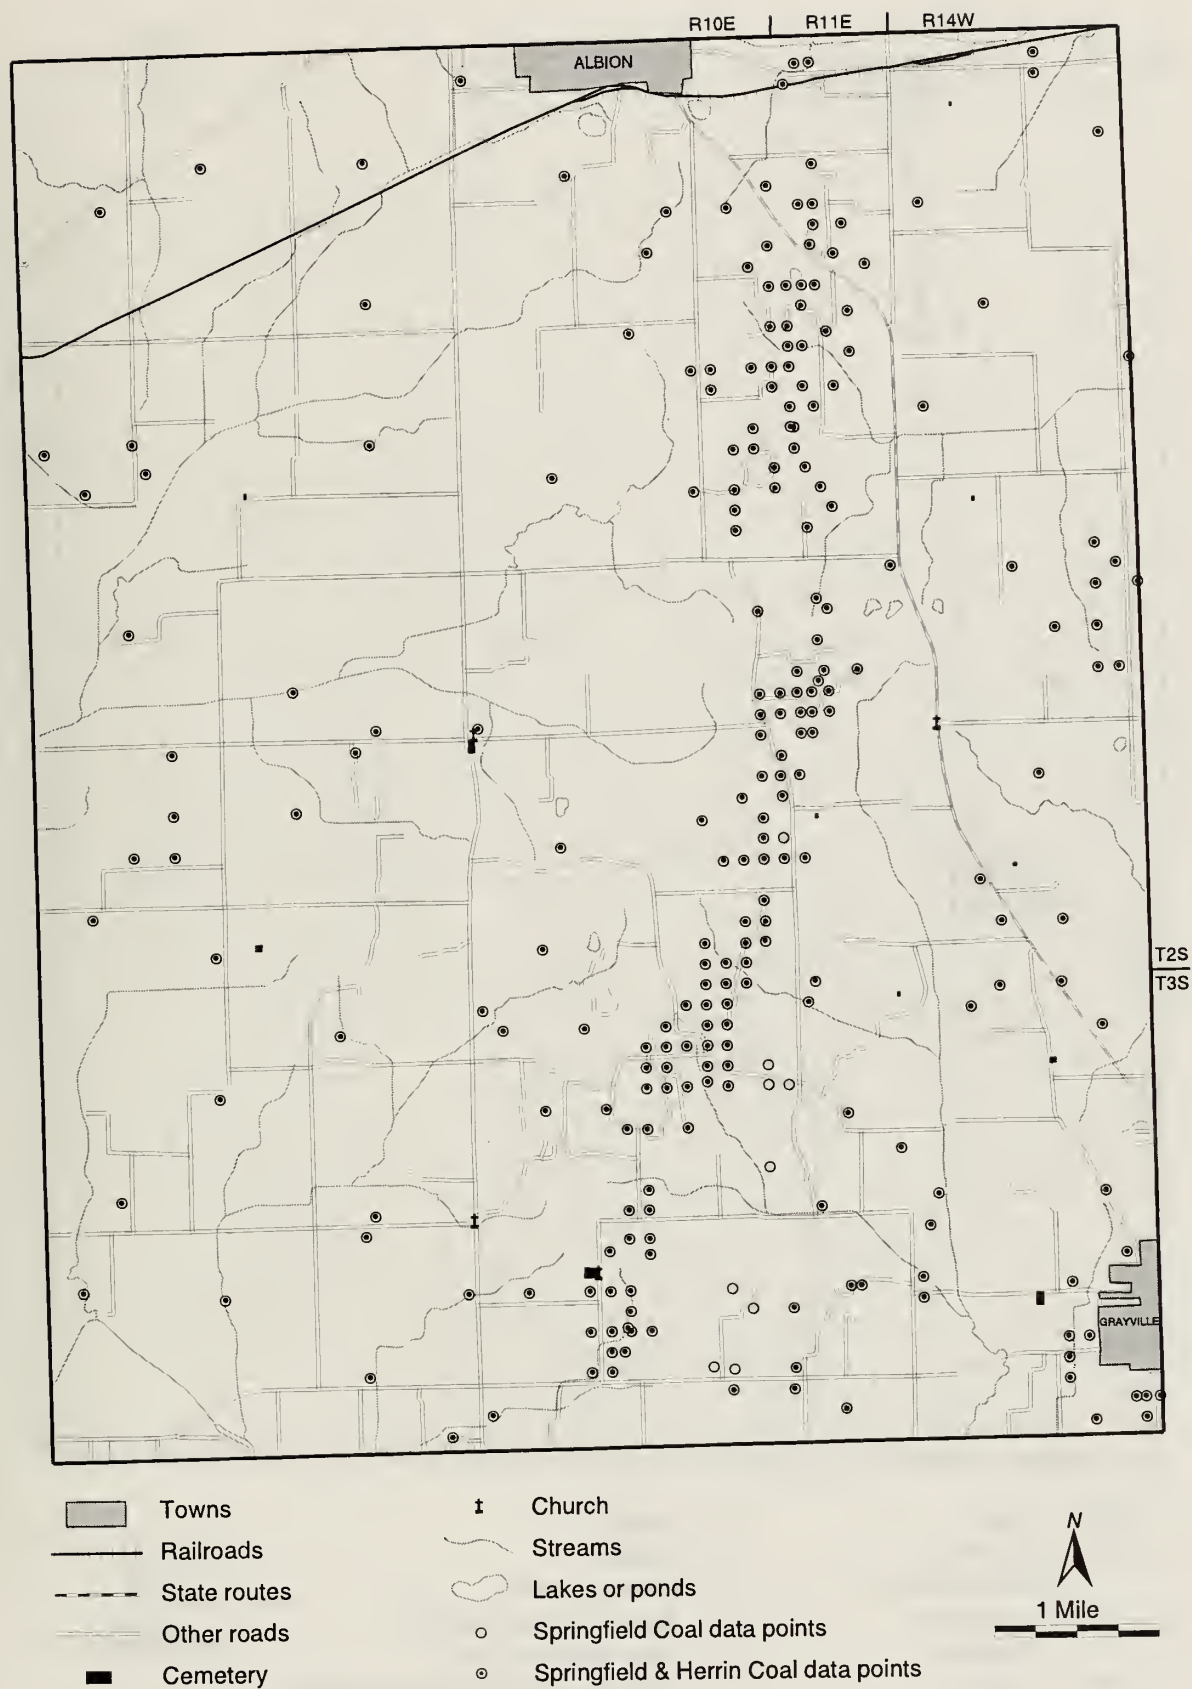 R10E R11E R14W
ALBION
T2S
T3S
GRAYVILLE
Towns
Railroads
State routes
Other roads
Cemetery
Church
Streams
Lakes or ponds
Springfield Coal data points
Springfield & Herrin Coal data points
N
1 Mile